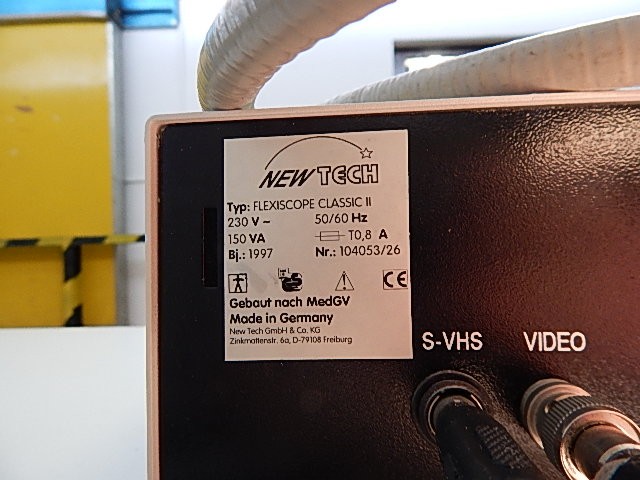 NEW TECH
Typ: FLEXISCOPE CLASSIC II
230 V ~ 50/60 Hz
150 VA T0,8 A
Bj.: 1997 Nr.: 104053/26
CE
Gebaut nach MedGV
Made in Germany
New Tech GmbH & Co. KG
Zinkmattenstr. 6a, D-79108 Freiburg
S-VHS VIDEO